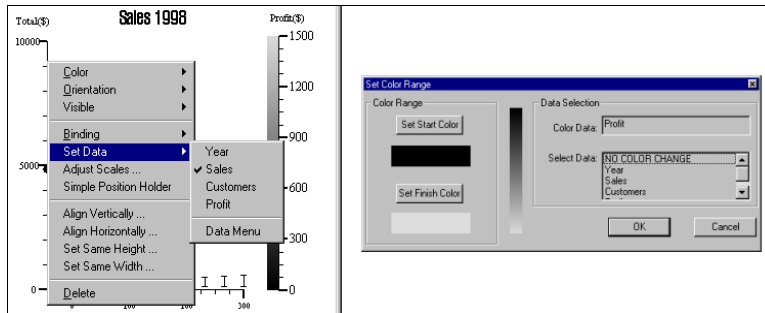 Total($)
Sales 1998
Profit($)
10000
5000
0
1500
1200
900
600
300
0
Color
Orientation
Visible
Binding
Set Data
Adjust Scales ...
Simple Position Holder
Align Vertically ...
Align Horizontally ...
Set Same Height ...
Set Same Width ...
Delete
Year
Sales
Customers
Profit
Data Menu
300
Set Color Range
Color Range
Set Start Color
Set Finish Color
Data Selection
Color Data:
Profit
Select Data:
NO COLOR CHANGE
Year
Sales
Customers
OK
Cancel